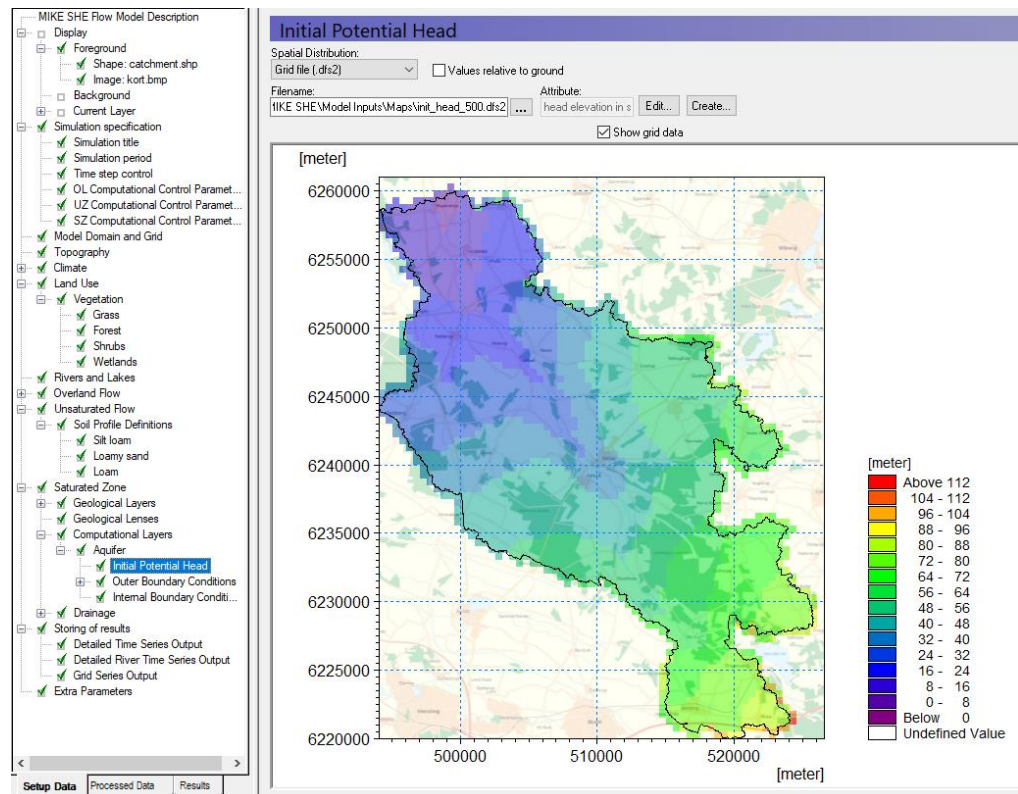 MIKE SHE Flow Model Description
Display
Foreground
Shape: catchment.shp
Image: kort.bmp
Background
Current Layer
Simulation specification
Simulation title
Simulation period
Time step control
OL Computational Control Paramet...
UZ Computational Control Paramet...
SZ Computational Control Paramet...
Model Domain and Grid
Topography
Climate
Land Use
Vegetation
Grass
Forest
Shrubs
Wetlands
Rivers and Lakes
Overland Flow
Unsaturated Flow
Soil Profile Definitions
Silt loam
Loamy sand
Loam
Saturated Zone
Geological Layers
Geological Lenses
Computational Layers
Aquifer
Initial Potential Head
Outer Boundary Conditions
Internal Boundary Conditi...
Drainage
Storing of results
Detailed Time Series Output
Detailed River Time Series Output
Grid Series Output
Extra Parameters
Setup Data Processed Data Results
Initial Potential Head
Spatial Distribution:
Grid file (.dfs2) Values relative to ground
Filename: Attribute:
IIKE SHE\Model Inputs\Maps\init_head_500.dfs2 ... head elevation in s Edit... Create...
Show grid data
[meter]
6260000
6255000
6250000
6245000
6240000
6235000
6230000
6225000
6220000
500000 510000 520000
[meter]
[meter]
Above 112
104 - 112
96 - 104
88 - 96
80 - 88
72 - 80
64 - 72
56 - 64
48 - 56
40 - 48
32 - 40
24 - 32
16 - 24
8 - 16
0 - 8
Below 0
Undefined Value